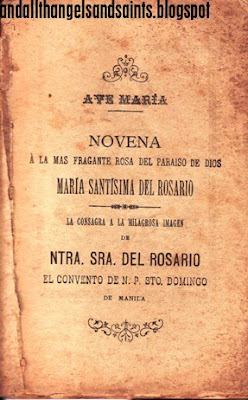 andallthangelsandsaints.blogspot
AVE MARÍA
NOVENA
À LA MAS FRAGANTE ROSA DEL PARAISO DE DIOS
MARÍA SANTÍSIMA DEL ROSARIO
LA CONSAGRA A LA MILAGROSA IMAGEN
DE
NTRA. SRA. DEL ROSARIO
EL CONVENTO DE N. P. STO. DOMINGO
DE MANILA